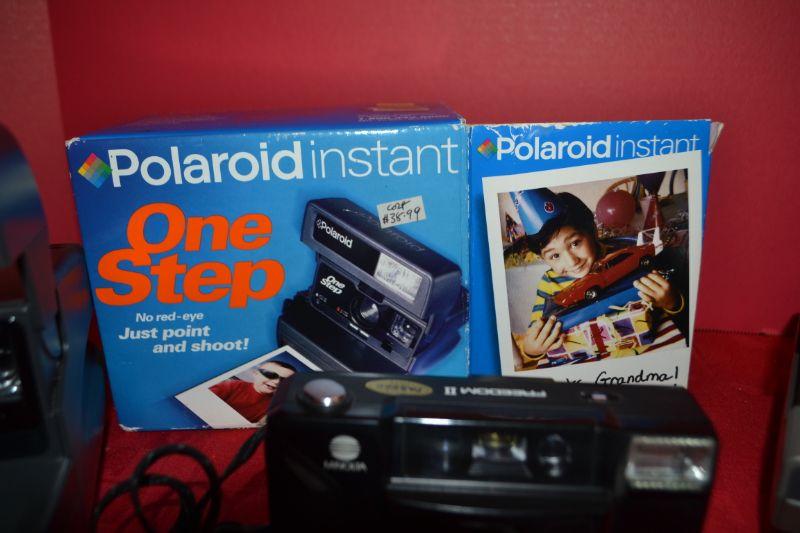 Polaroid instant
One
Step
No red-eye
Just point
and shoot!
Polaroid
One
Step
COST
$38.99
Polaroid instant
Grandma!
FREEDOM II
MINOLTA